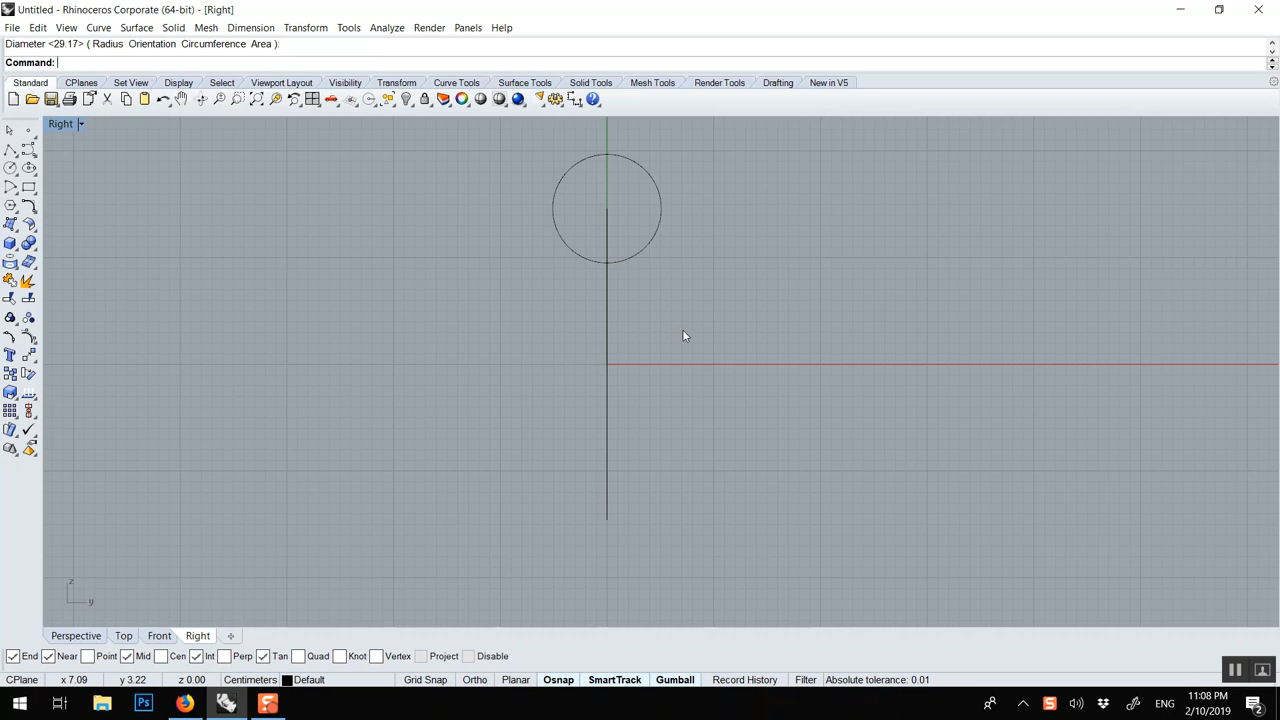 Untitled - Rhinoceros Corporate (64-bit) - [Right]
File Edit View Curve Surface Solid Mesh Dimension Transform Tools Analyze Render Panels Help
Diameter <29.17> ( Radius Orientation Circumference Area ):
Command:
Standard CPlanes Set View Display Select Viewport Layout Visibility Transform Curve Tools Surface Tools Solid Tools Mesh Tools Render Tools Drafting New in V5
Right
z
y
Perspective Top Front Right
End Near Point Mid Cen Int Perp Tan Quad Knot Vertex Project Disable
CPlane x 7.09 y 3.22 z 0.00 Centimeters Default Grid Snap Ortho Planar Osnap SmartTrack Gumball Record History Filter Absolute tolerance: 0.01
Ps S S ENG 11:08 PM
2/10/2019 2